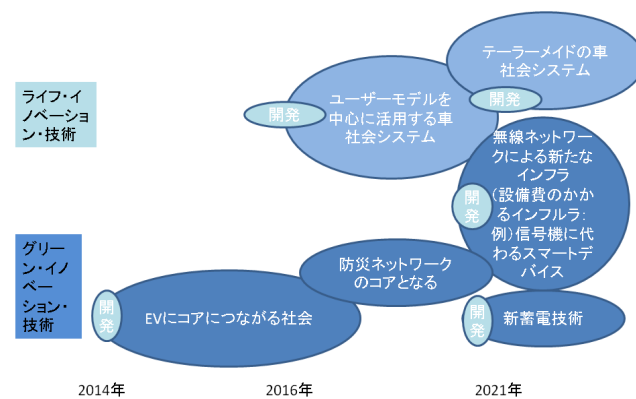 テーラーメイドの車
社会システム
開発
ライフ・イ
ノベーショ
ン・技術
ユーザーモデルを
中心に活用する車
社会システム
開発
無線ネットワー
クによる新たな
インフラ
(設備費のかか
るインフルラ:
例)信号機に代
わるスマートデ
バイス
開
発
グリー
ン・イノ
ベー
ション・
技術
防災ネットワーク
のコアとなる
EVにコアにつながる社会
開
発
新蓄電技術
開
発
2014年
2016年
2021年